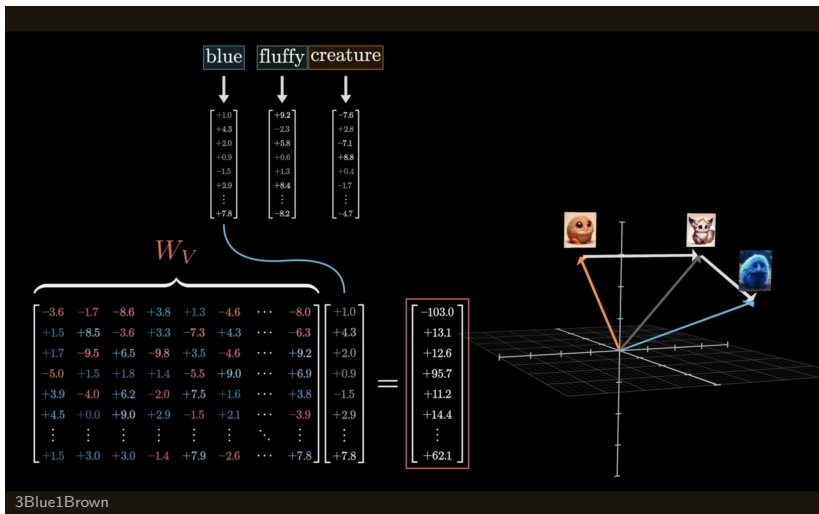 blue fluffy creature
+1.0 +9.2 −7.6
+4.3 −2.3 +2.8
+2.0 +5.8 −7.1
+0.9 +0.6 +8.8
−1.5 +1.3 +0.4
+2.9 +8.4 −1.7
⋮ ⋮ ⋮
+7.8 −8.2 −4.7
W_V
−3.6 −1.7 −8.6 +3.8 +1.3 −4.6 ⋯ −8.0 +1.0 −103.0
+1.5 +8.5 −3.6 +3.3 −7.3 +4.3 ⋯ −6.3 +4.3 +13.1
+1.7 −9.5 +6.5 −9.8 +3.5 −4.6 ⋯ +9.2 +2.0 +12.6
−5.0 +1.5 +1.8 +1.4 −5.5 +9.0 ⋯ +6.9 +0.9 +95.7
=
+3.9 −4.0 +6.2 −2.0 +7.5 +1.6 ⋯ +3.8 −1.5 +11.2
+4.5 +0.0 +9.0 +2.9 −1.5 +2.1 ⋯ −3.9 +2.9 +14.4
⋮ ⋮ ⋮ ⋮ ⋮ ⋮ ⋱ ⋮ ⋮ ⋮
+1.5 +3.0 +3.0 −1.4 +7.9 −2.6 ⋯ +7.8 +7.8 +62.1
3Blue1Brown